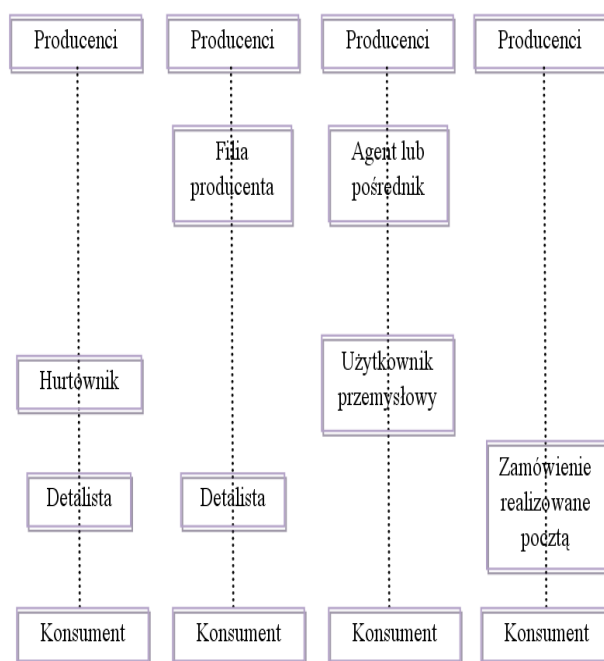 Producenci
Producenci
Producenci
Producenci
Filia
producenta
Agent lub
pośrednik
Hurtownik
Użytkownik
przemysłowy
Detalista
Detalista
Zamówienie
realizowane
pocztą
Konsument
Konsument
Konsument
Konsument